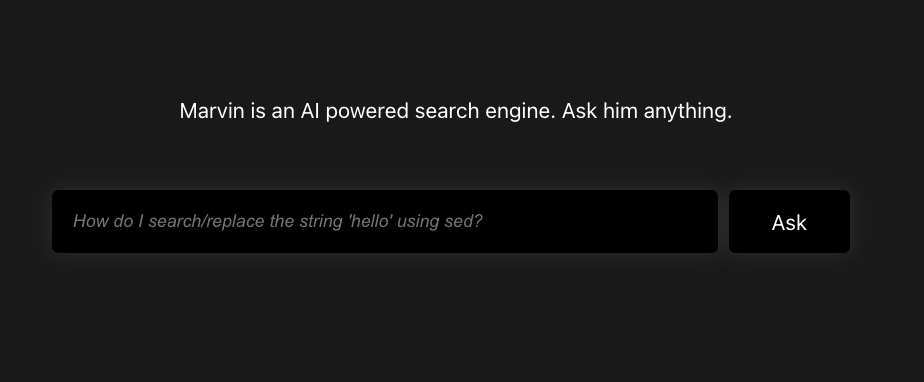 Marvin is an AI powered search engine. Ask him anything.
How do I search/replace the string 'hello' using sed?
Ask